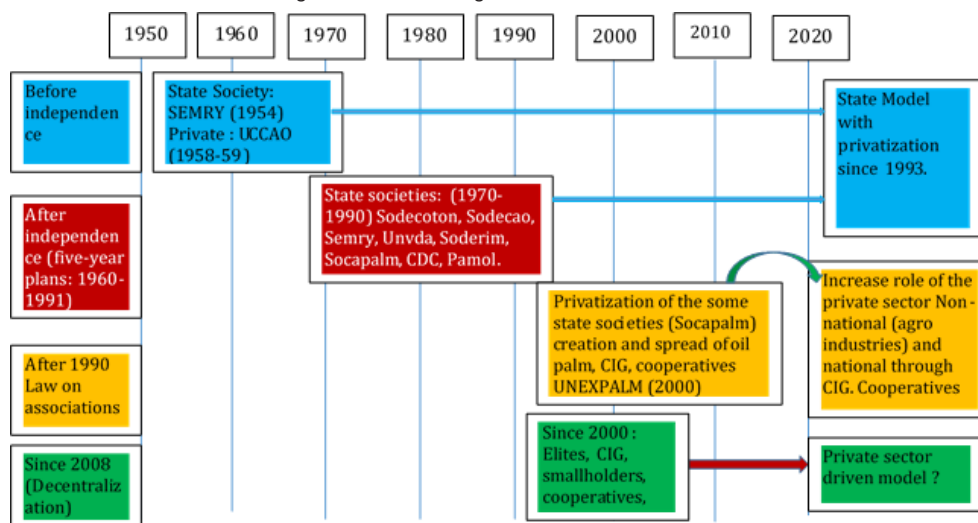 1950
1960
1970
1980
1990
2000
2010
2020
Before
independen
ce
State Society:
SEMRY (1954)
Private : UCCAO
(1958-59)
State Model
with
privatization
since 1993.
After
independen
ce (five-year
plans: 1960-
1991)
State societies: (1970-
1990) Sodecoton, Sodecao,
Semry, Unvda, Soderim,
Socapalm, CDC, Pamol.
After 1990
Law on
associations
Privatization of the some
state societies (Socapalm)
creation and spread of oil
palm, CIG, cooperatives
UNEXPALM (2000)
Increase role of the
private sector Non-
national (agro
industries) and
national through
CIG. Cooperatives
Since 2008
(Decentraliz
ation)
Since 2000 :
Elites, CIG,
smallholders,
cooperatives,
Private sector
driven model ?